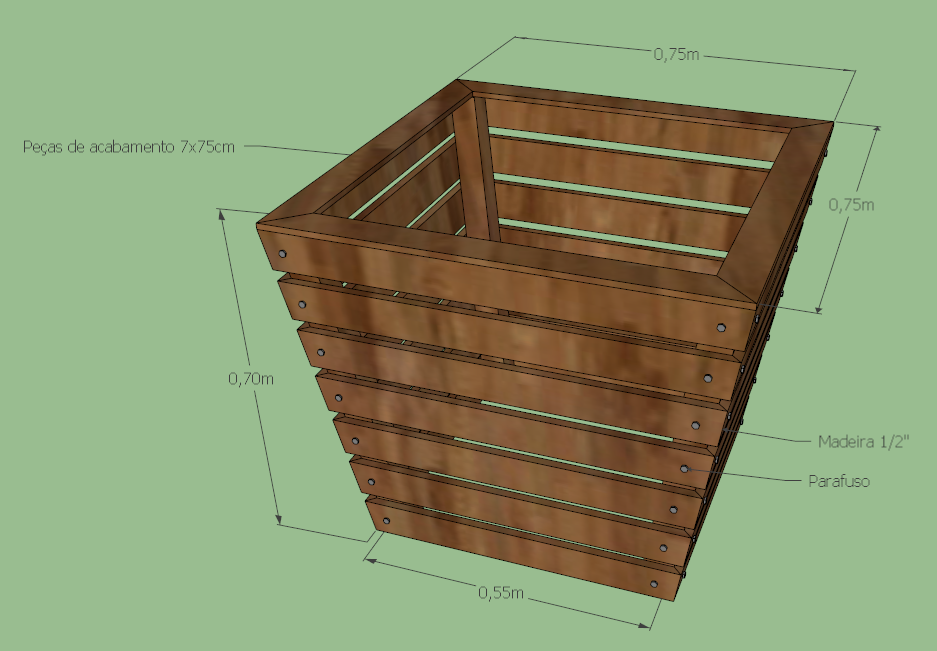 0,75m
Peças de acabamento 7x75cm
0,75m
0,70m
Madeira 1/2"
Parafuso
0,55m